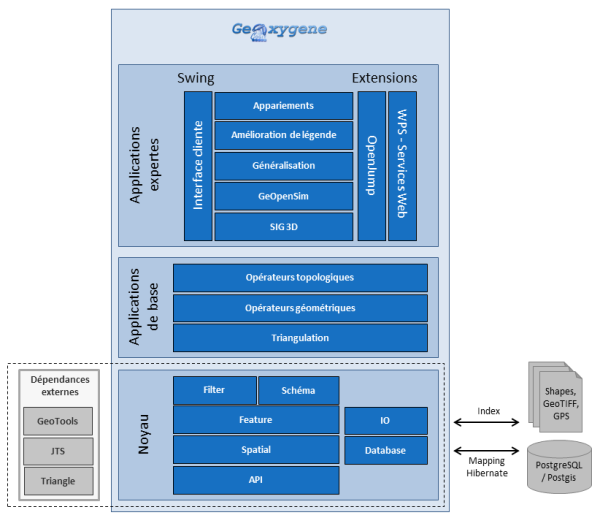 GeOxygene
Swing
Extensions
Applications
expertes
Interface cliente
Appariements
Amélioration de légende
Généralisation
GeOpenSim
SIG 3D
OpenJump
WPS - Services Web
Applications
de base
Opérateurs topologiques
Opérateurs géométriques
Triangulation
Dépendances
externes
GeoTools
JTS
Triangle
Noyau
Filter
Schéma
Feature
Spatial
API
IO
Database
Index
Mapping
Hibernate
Shapes,
GeoTIFF,
GPS
PostgreSQL
/ Postgis